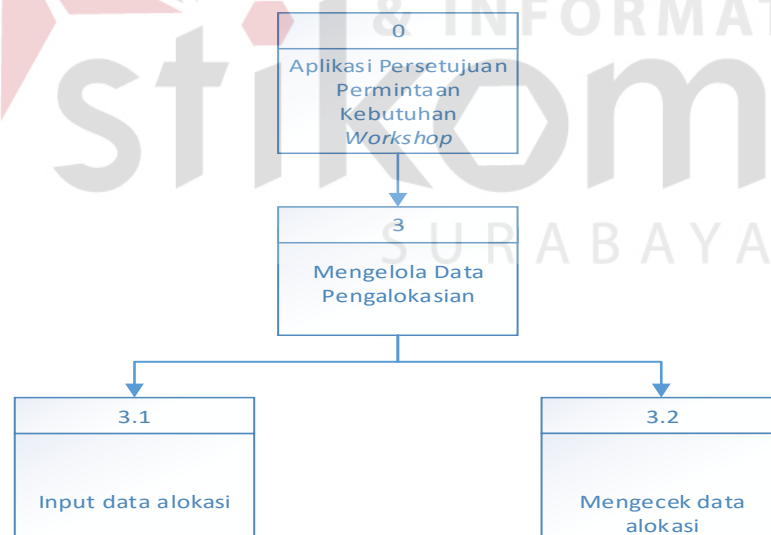 & INFORMAT
stikom
SURABAYA
0
Aplikasi Persetujuan
Permintaan
Kebutuhan
Workshop
3
Mengelola Data
Pengalokasian
3.1
Input data alokasi
3.2
Mengecek data
alokasi